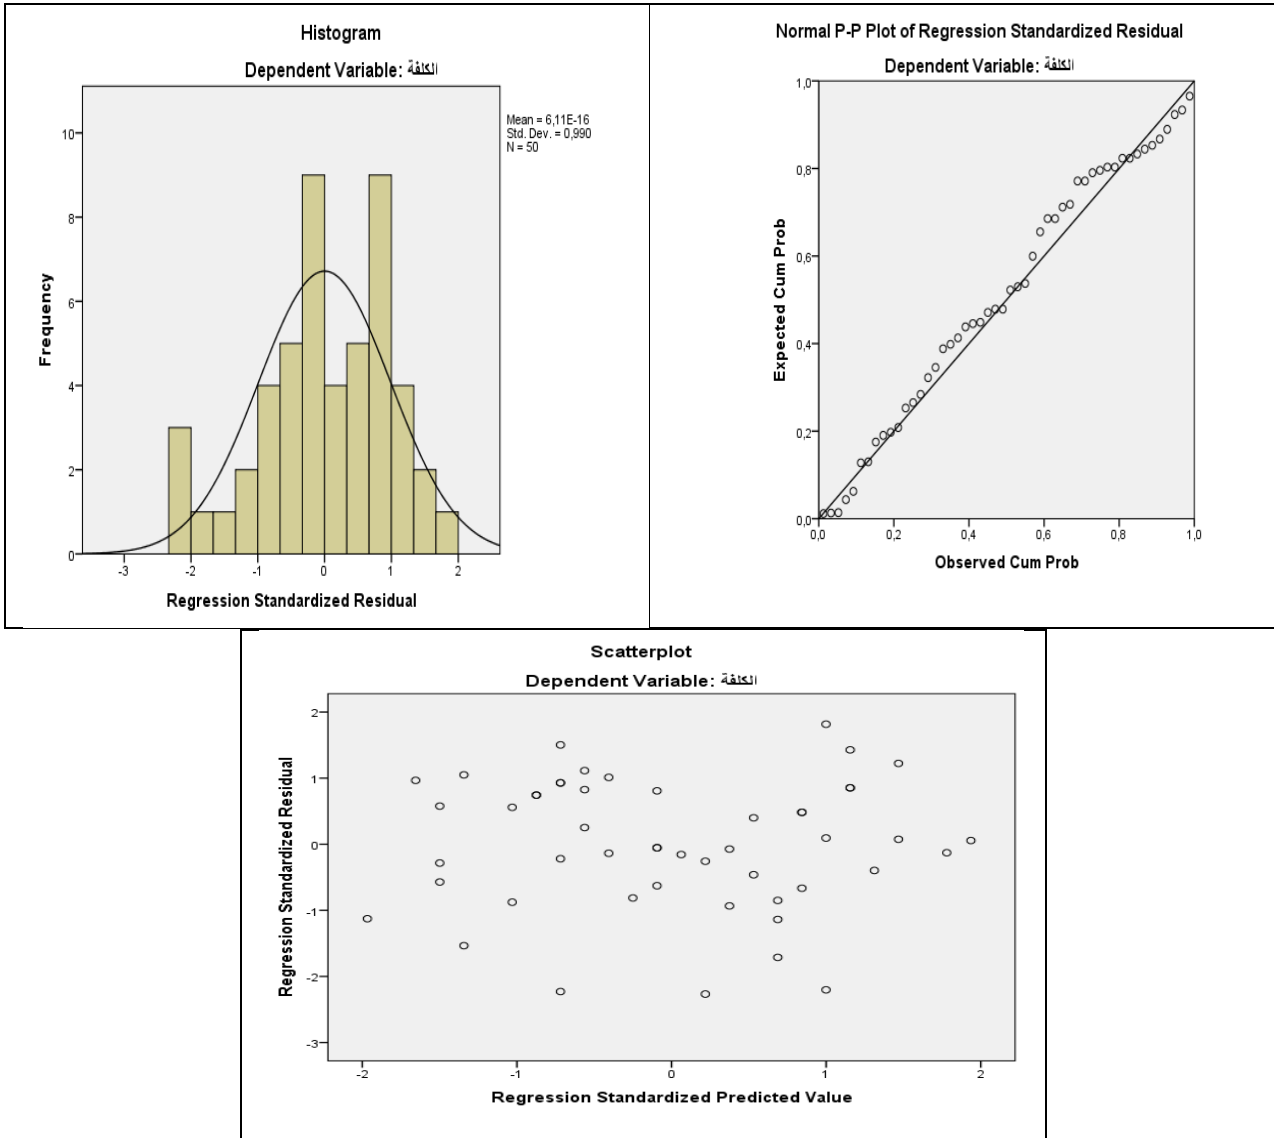 Histogram
Dependent Variable: الكلفة
Mean = 6,11E-16
Std. Dev. = 0,990
N = 50
Frequency
10
8
6
4
2
0
-3 -2 -1 0 1 2
Regression Standardized Residual
Normal P-P Plot of Regression Standardized Residual
Dependent Variable: الكلفة
Expected Cum Prob
1,0
0,8
0,6
0,4
0,2
0,0
0,0 0,2 0,4 0,6 0,8 1,0
Observed Cum Prob
Scatterplot
Dependent Variable: الكلفة
Regression Standardized Residual
2
1
0
-1
-2
-3
-2 -1 0 1 2
Regression Standardized Predicted Value